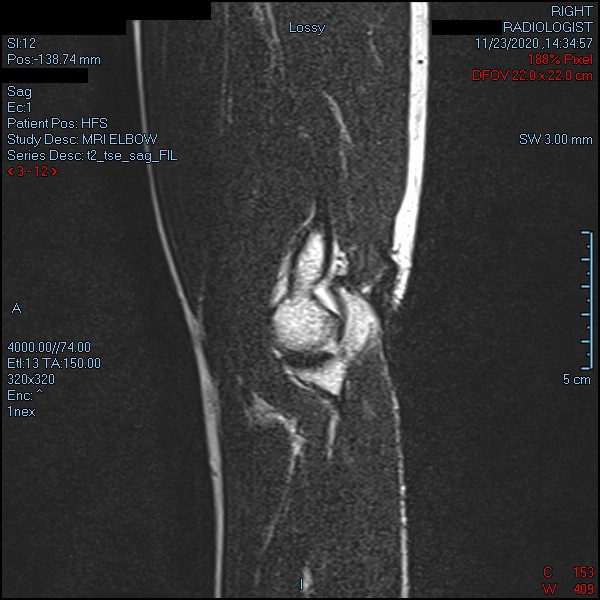 Lossy
RIGHT
RADIOLOGIST
11/23/2020 ,14:34:57
188% Pixel
DFOV 22.0 x 22.0 cm
SW 3.00 mm
SI:12
Pos:-138.74 mm
Sag
Ec:1
Patient Pos: HFS
Study Desc: MRI ELBOW
Series Desc: t2_tse_sag_FIL
< 3 - 12 >
A
4000.00//74.00
Etl:13 TA:150.00
320x320
Enc: ^
1nex
5 cm
I
C 153
W 409